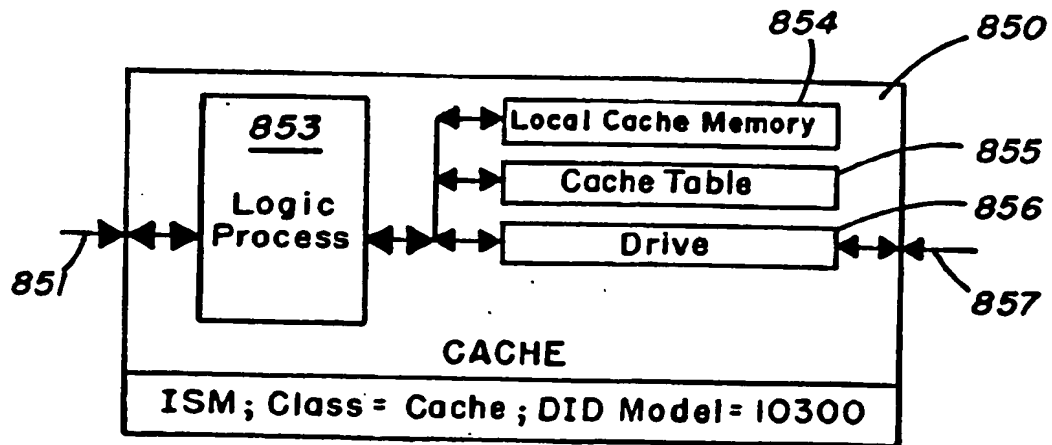 854
850
853
Local Cache Memory
855
Cache Table
Logic
Process
856
Drive
851
857
CACHE
ISM; Class = Cache; DID Model = 10300